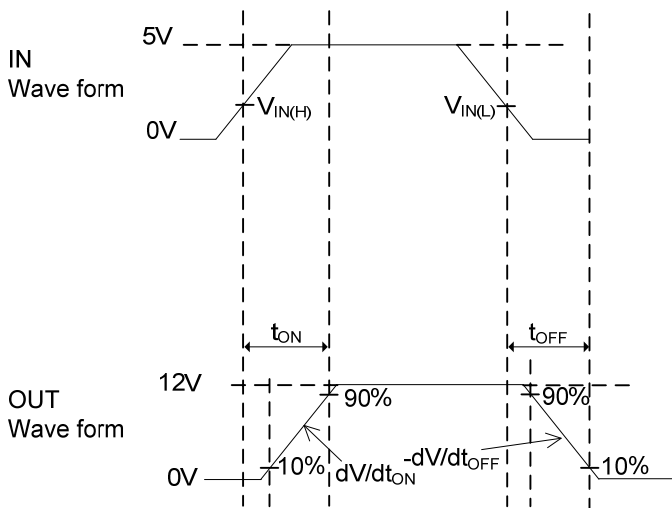 5V
IN
Wave form
V_IN(H)
V_IN(L)
0V
t_ON
t_OFF
12V
OUT
Wave form
90%
90%
10%
dV/dt_ON
-dV/dt_OFF
10%
0V